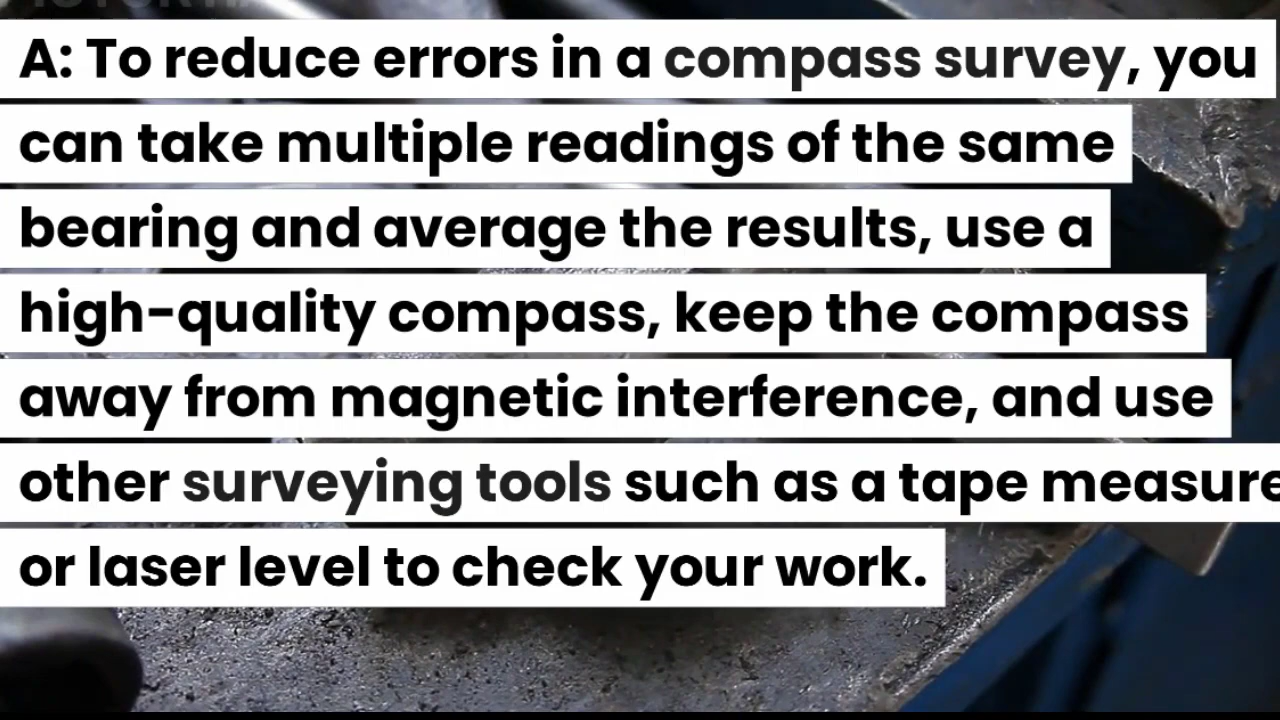 A: To reduce errors in a compass survey, you
can take multiple readings of the same
bearing and average the results, use a
high-quality compass, keep the compass
away from magnetic interference, and use
other surveying tools such as a tape measure
or laser level to check your work.